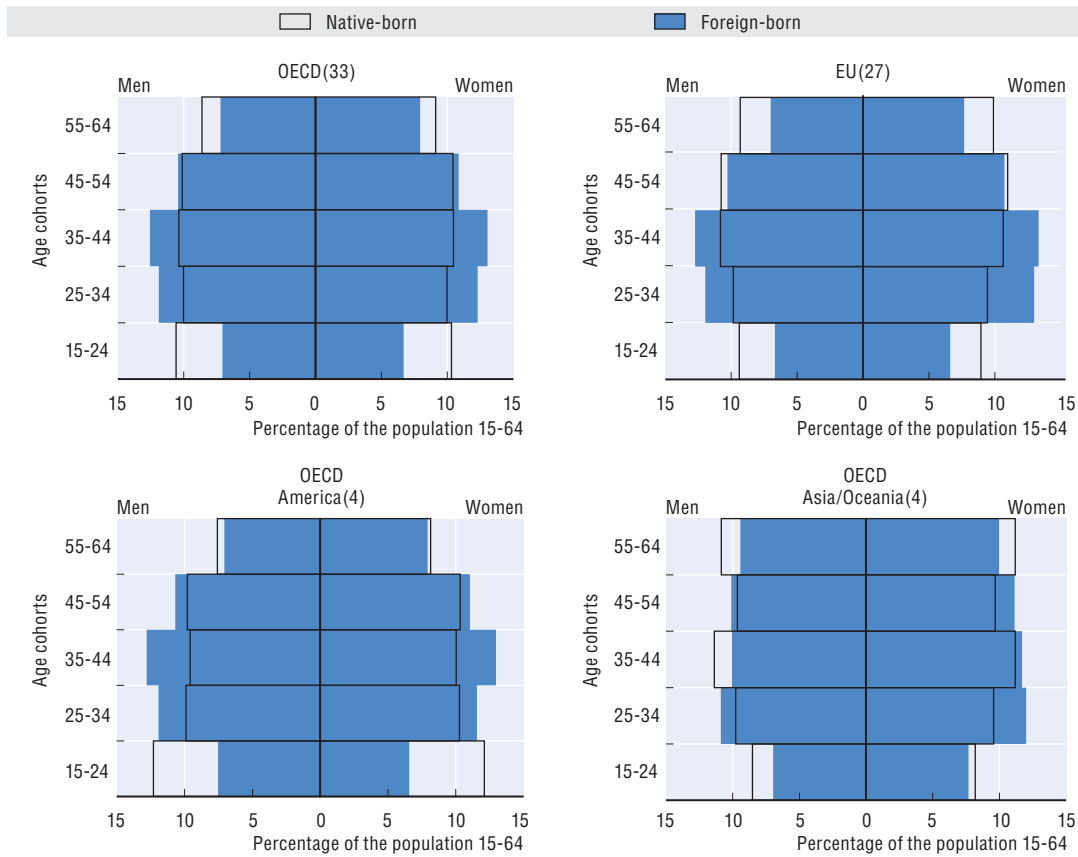 Native-born Foreign-born
OECD(33)
Men Women
55-64
45-54
35-44
25-34
15-24
Age cohorts
15 10 5 0 5 10 15
Percentage of the population 15-64
EU(27)
Men Women
55-64
45-54
35-44
25-34
15-24
Age cohorts
15 10 5 0 5 10 15
Percentage of the population 15-64
OECD
America(4)
Men Women
55-64
45-54
35-44
25-34
15-24
Age cohorts
15 10 5 0 5 10 15
Percentage of the population 15-64
OECD
Asia/Oceania(4)
Men Women
55-64
45-54
35-44
25-34
15-24
Age cohorts
15 10 5 0 5 10 15
Percentage of the population 15-64